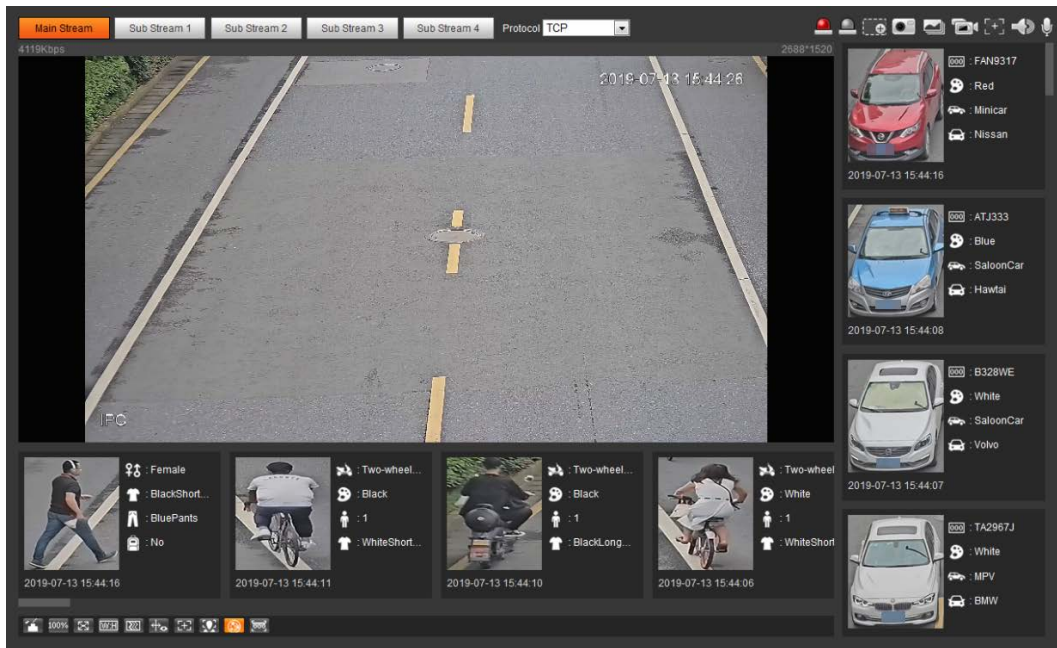 Main Stream
Sub Stream 1
Sub Stream 2
Sub Stream 3
Sub Stream 4
Protocol TCP
4119Kbps
2688*1520
2019-07-13 15:44:26
IPC
: FAN9317
: Red
: Minicar
: Nissan
2019-07-13 15:44:16
: ATJ333
: Blue
: SaloonCar
: Hawtai
2019-07-13 15:44:08
: B328WE
: White
: SaloonCar
: Volvo
2019-07-13 15:44:07
: TA2967J
: White
: MPV
: BMW
: Female
: BlackShort...
: BluePants
: No
2019-07-13 15:44:16
: Two-wheel...
: Black
: 1
: WhiteShort...
2019-07-13 15:44:11
: Two-wheel...
: Black
: 1
: BlackLong...
2019-07-13 15:44:10
: Two-wheel
: White
: 1
: WhiteShort
2019-07-13 15:44:06
100%
W:H